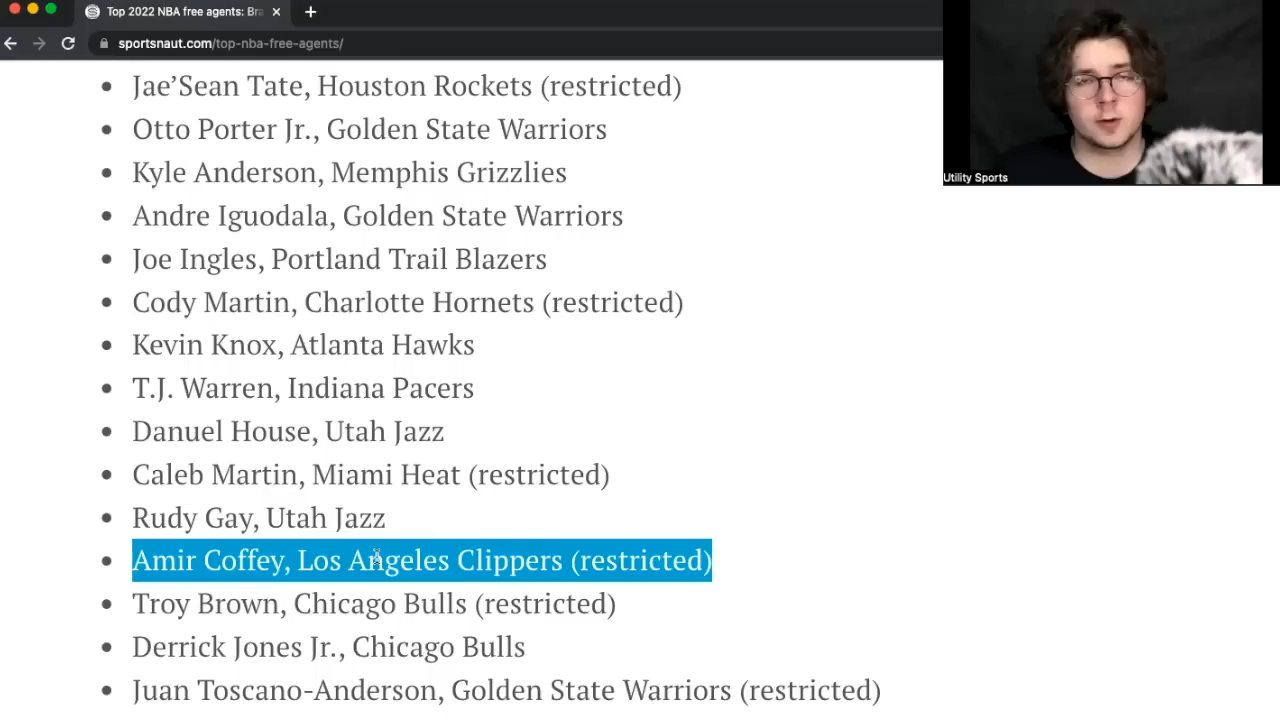 Top 2022 NBA free agents: Bra
sportsnaut.com/top-nba-free-agents/
Utility Sports
Jae’Sean Tate, Houston Rockets (restricted)
Otto Porter Jr., Golden State Warriors
Kyle Anderson, Memphis Grizzlies
Andre Iguodala, Golden State Warriors
Joe Ingles, Portland Trail Blazers
Cody Martin, Charlotte Hornets (restricted)
Kevin Knox, Atlanta Hawks
T.J. Warren, Indiana Pacers
Danuel House, Utah Jazz
Caleb Martin, Miami Heat (restricted)
Rudy Gay, Utah Jazz
Amir Coffey, Los Angeles Clippers (restricted)
Troy Brown, Chicago Bulls (restricted)
Derrick Jones Jr., Chicago Bulls
Juan Toscano-Anderson, Golden State Warriors (restricted)